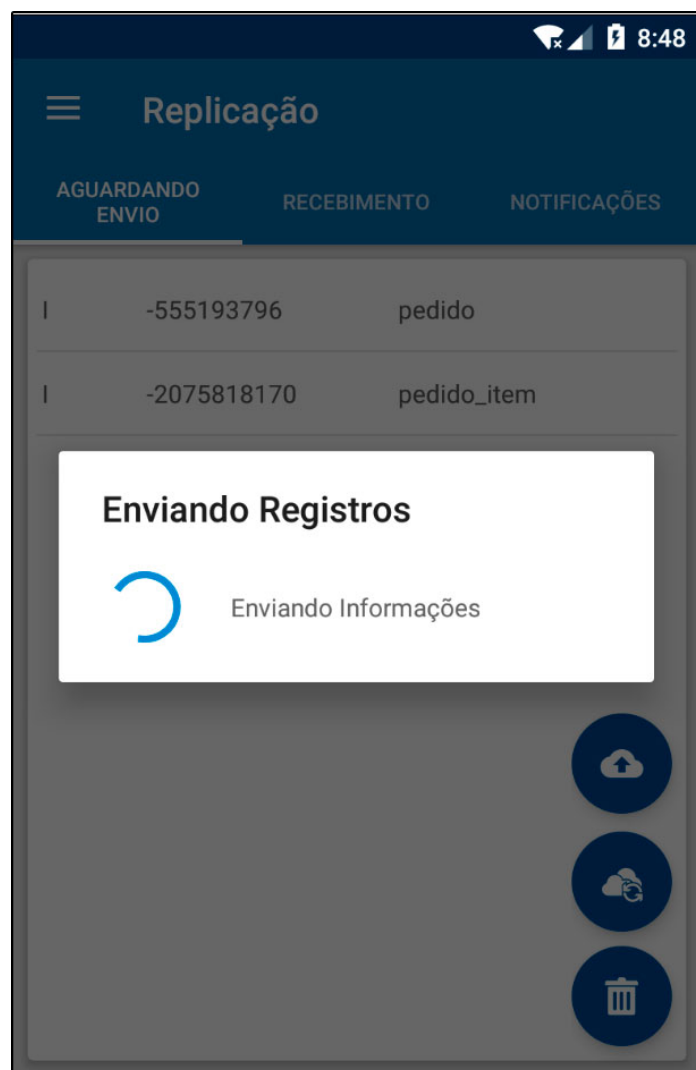 8:48
Replicação
AGUARDANDO
ENVIO
RECEBIMENTO
NOTIFICAÇÕES
I -555193796 pedido
I -2075818170 pedido_item
Enviando Registros
Enviando Informações